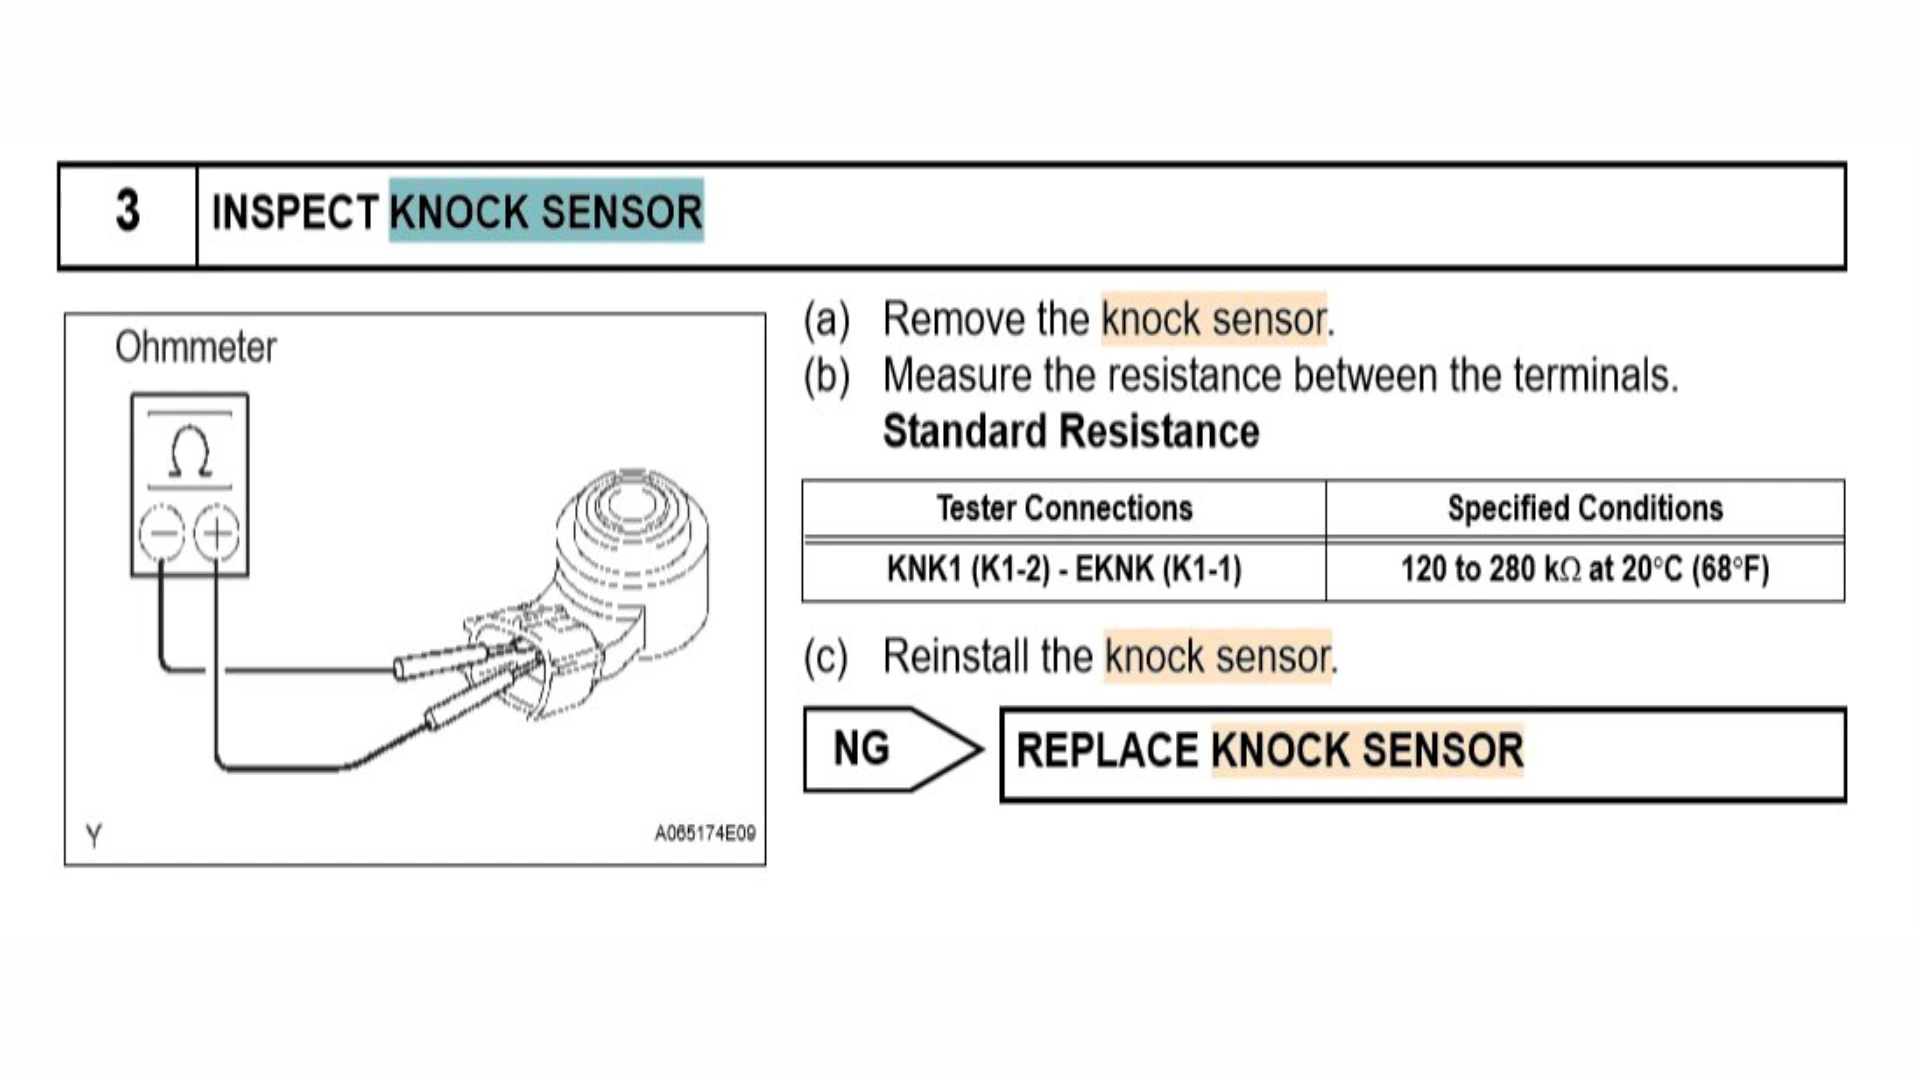 3 INSPECT KNOCK SENSOR
Ohmmeter
Ω
− +
Y
A065174E09
(a) Remove the knock sensor.
(b) Measure the resistance between the terminals.
Standard Resistance
Tester Connections Specified Conditions
KNK1 (K1-2) - EKNK (K1-1) 120 to 280 kΩ at 20°C (68°F)
(c) Reinstall the knock sensor.
NG REPLACE KNOCK SENSOR